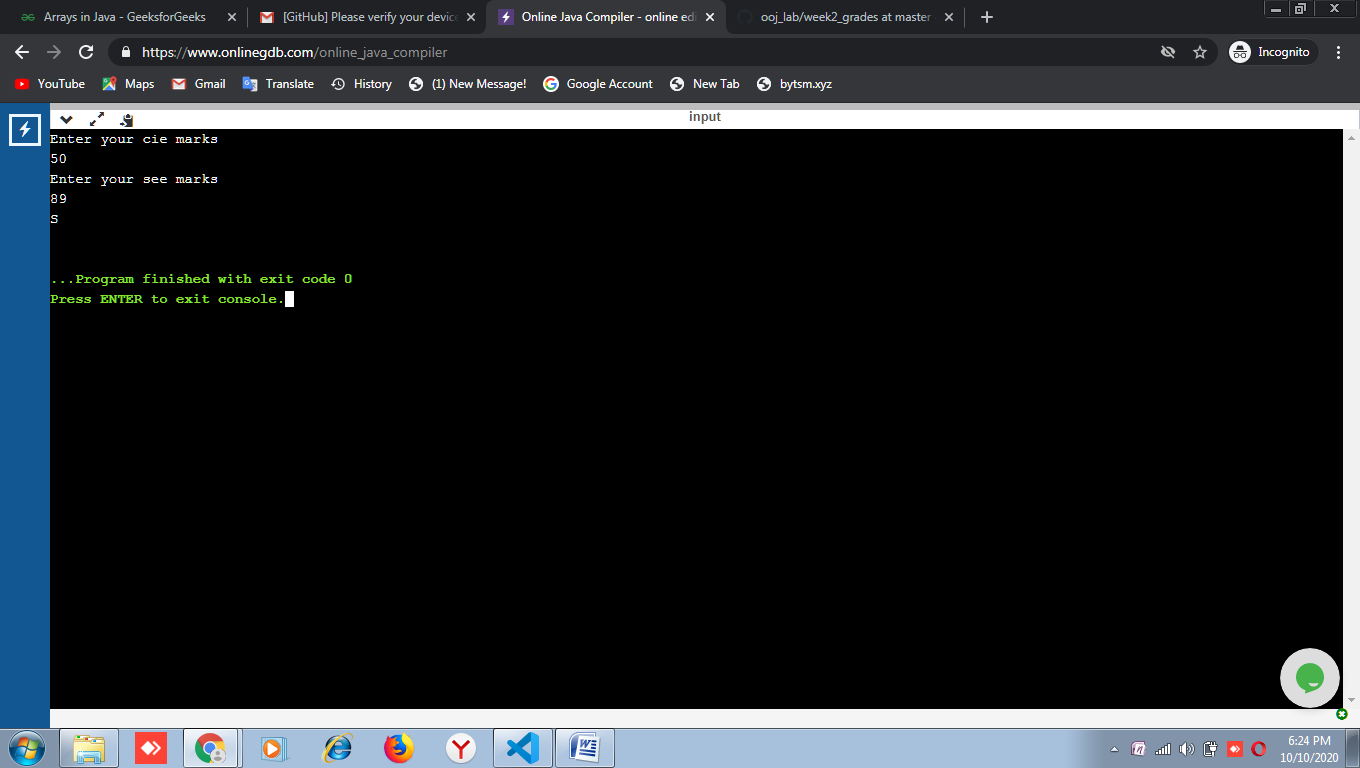 Arrays in Java - GeeksforGeeks
[GitHub] Please verify your device
Online Java Compiler - online edi
ooj_lab/week2_grades at master
https://www.onlinegdb.com/online_java_compiler
Incognito
YouTube
Maps
Gmail
Translate
History
(1) New Message!
Google Account
New Tab
bytsm.xyz
input
Enter your cie marks
50
Enter your see marks
89
S
...Program finished with exit code 0
Press ENTER to exit console.
6:24 PM
10/10/2020